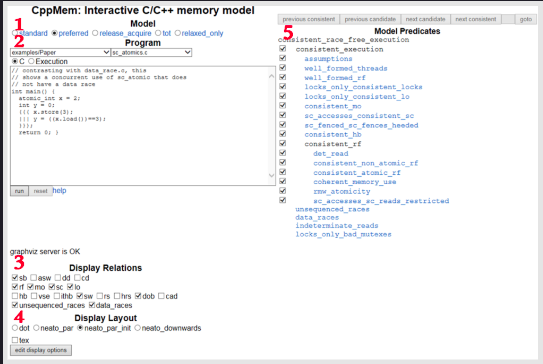 CppMem: Interactive C/C++ memory model
1
Model
standard preferred release_acquire tot relaxed_only
2
Program
examples/Paper sc_atomics.c
C Execution
// contrasting with data_race.c, this
// shows a concurrent use of sc_atomic that does
// not have a data race
int main() {
atomic_int x = 2;
int y = 0;
{{{ x.store(3);
||| y = ((x.load())==3);
}}};
return 0; }
run reset help
graphviz server is OK
3
Display Relations
sb asw dd cd
rf mo sc lo
hb vse ithb sw rs hrs dob cad
unsequenced_races data_races
4
Display Layout
dot neato_par neato_par_init neato_downwards
tex
edit display options
previous consistent previous candidate next candidate next consistent goto
5
Model Predicates
consistent_race_free_execution
consistent_execution
assumptions
well_formed_threads
well_formed_rf
locks_only_consistent_locks
locks_only_consistent_lo
consistent_mo
sc_accesses_consistent_sc
sc_fenced_sc_fences_heeded
consistent_hb
consistent_rf
det_read
consistent_non_atomic_rf
consistent_atomic_rf
coherent_memory_use
rmw_atomicity
sc_accesses_sc_reads_restricted
unsequenced_races
data_races
indeterminate_reads
locks_only_bad_mutexes